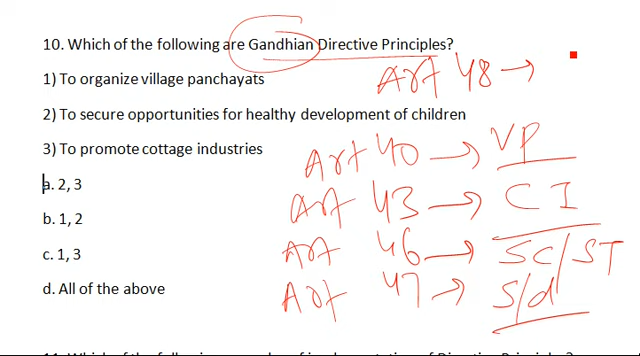 10. Which of the following are Gandhian Directive Principles?
1) To organize village panchayats
Art 48 →
2) To secure opportunities for healthy development of children
3) To promote cottage industries
Art 40 → VP
a. 2, 3
Art 43 → C I
b. 1, 2
c. 1, 3
Art 46 → SC/ST
d. All of the above
Art 47 → S/d